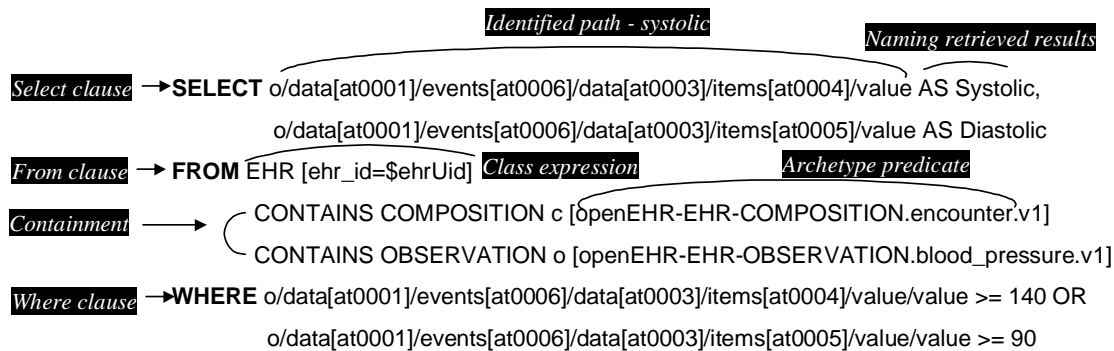 Identified path - systolic
Naming retrieved results
Select clause SELECT o/data[at0001]/events[at0006]/data[at0003]/items[at0004]/value AS Systolic,
o/data[at0001]/events[at0006]/data[at0003]/items[at0005]/value AS Diastolic
From clause FROM EHR [ehr_id=$ehrUid] Class expression Archetype predicate
Containment CONTAINS COMPOSITION c [openEHR-EHR-COMPOSITION.encounter.v1]
CONTAINS OBSERVATION o [openEHR-EHR-OBSERVATION.blood_pressure.v1]
Where clause WHERE o/data[at0001]/events[at0006]/data[at0003]/items[at0004]/value/value >= 140 OR
o/data[at0001]/events[at0006]/data[at0003]/items[at0005]/value/value >= 90